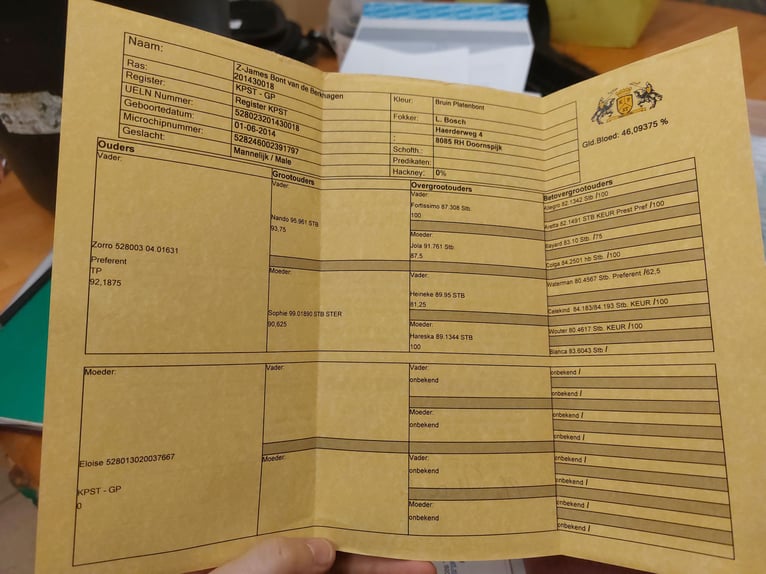 Naam:
Z-James Bont van de Berkhagen
201430018
Ras:
KPST - GP
Register:
Register KPST
UELN Nummer:
528023201430018
Geboortedatum:
01-06-2014
Microchipnummer:
528246002391797
Geslacht:
Mannelijk / Male
Kleur:
Bruin Platenbont
Fokker:
L. Bosch
Haerderweg 4
:
8085 RH Doornspijk
Schofth.:
Predikaten:
Hackney:
0%
Gld.Bloed: 46,09375 %
Ouders
Grootouders
Overgrootouders
Betovergrootouders
Vader:
Zorro 528003 04.01631
Preferent
TP
92,1875
Vader:
Nando 95.961 STB
93,75
Moeder:
Sophie 99.01890 STB STER
90,625
Vader:
Fortissimo 87.308 Stb.
100
Moeder:
Jola 91.761 Stb.
87,5
Vader:
Heineke 89.95 STB
81,25
Moeder:
Hareska 89.1344 STB
100
Allegro 82.1342 Stb /100
Kretta 82.1491 STB KEUR Prest Pref /100
Bayard 83.10 Stb. /75
Dolga 84.2501 hb Stb. /100
Waterman 80.4567 Stb. Preferent /62,5
Celekind 84.183/84.193 Stb. KEUR /100
Wouter 80.4617 Stb. KEUR /100
Bianca 83.6043 Stb /
Moeder:
Eloise 528013020037667
KPST - GP
0
Vader:
Moeder:
Vader:
onbekend
Moeder:
onbekend
Vader:
onbekend
Moeder:
onbekend
onbekend /
onbekend /
onbekend /
onbekend /
onbekend /
onbekend /
onbekend /
onbekend /